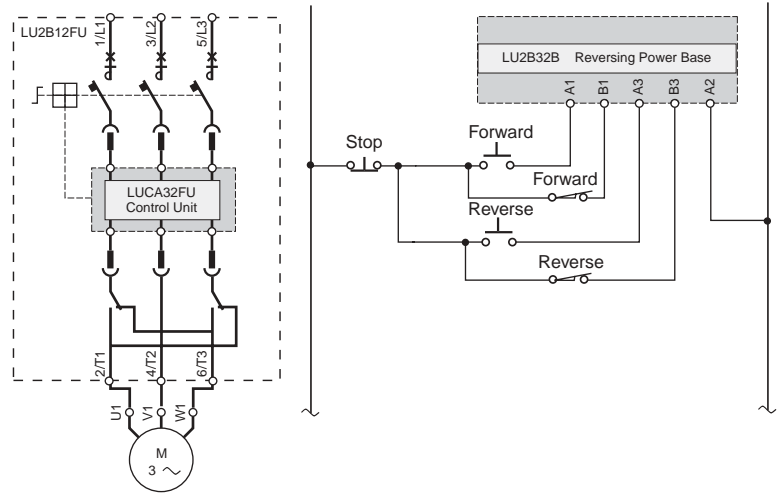 LU2B12FU
1/L1
3/L2
5/L3
LUCA32FU
Control Unit
2/T1
4/T2
6/T3
U1
V1
W1
M
3 ~
LU2B32B Reversing Power Base
A1
B1
A3
B3
A2
Stop
Forward
Forward
Reverse
Reverse